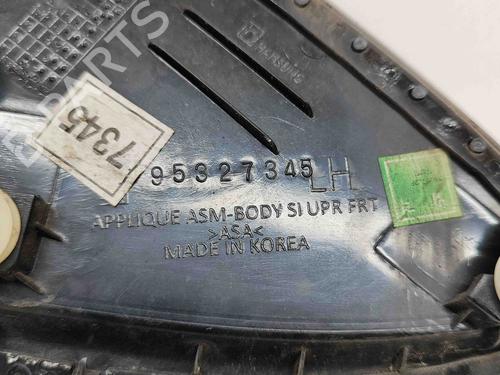 PARTS
7345
95327345 LH
APPLIQUE ASM-BODY SI UPR FRT
>ASA<
MADE IN KOREA